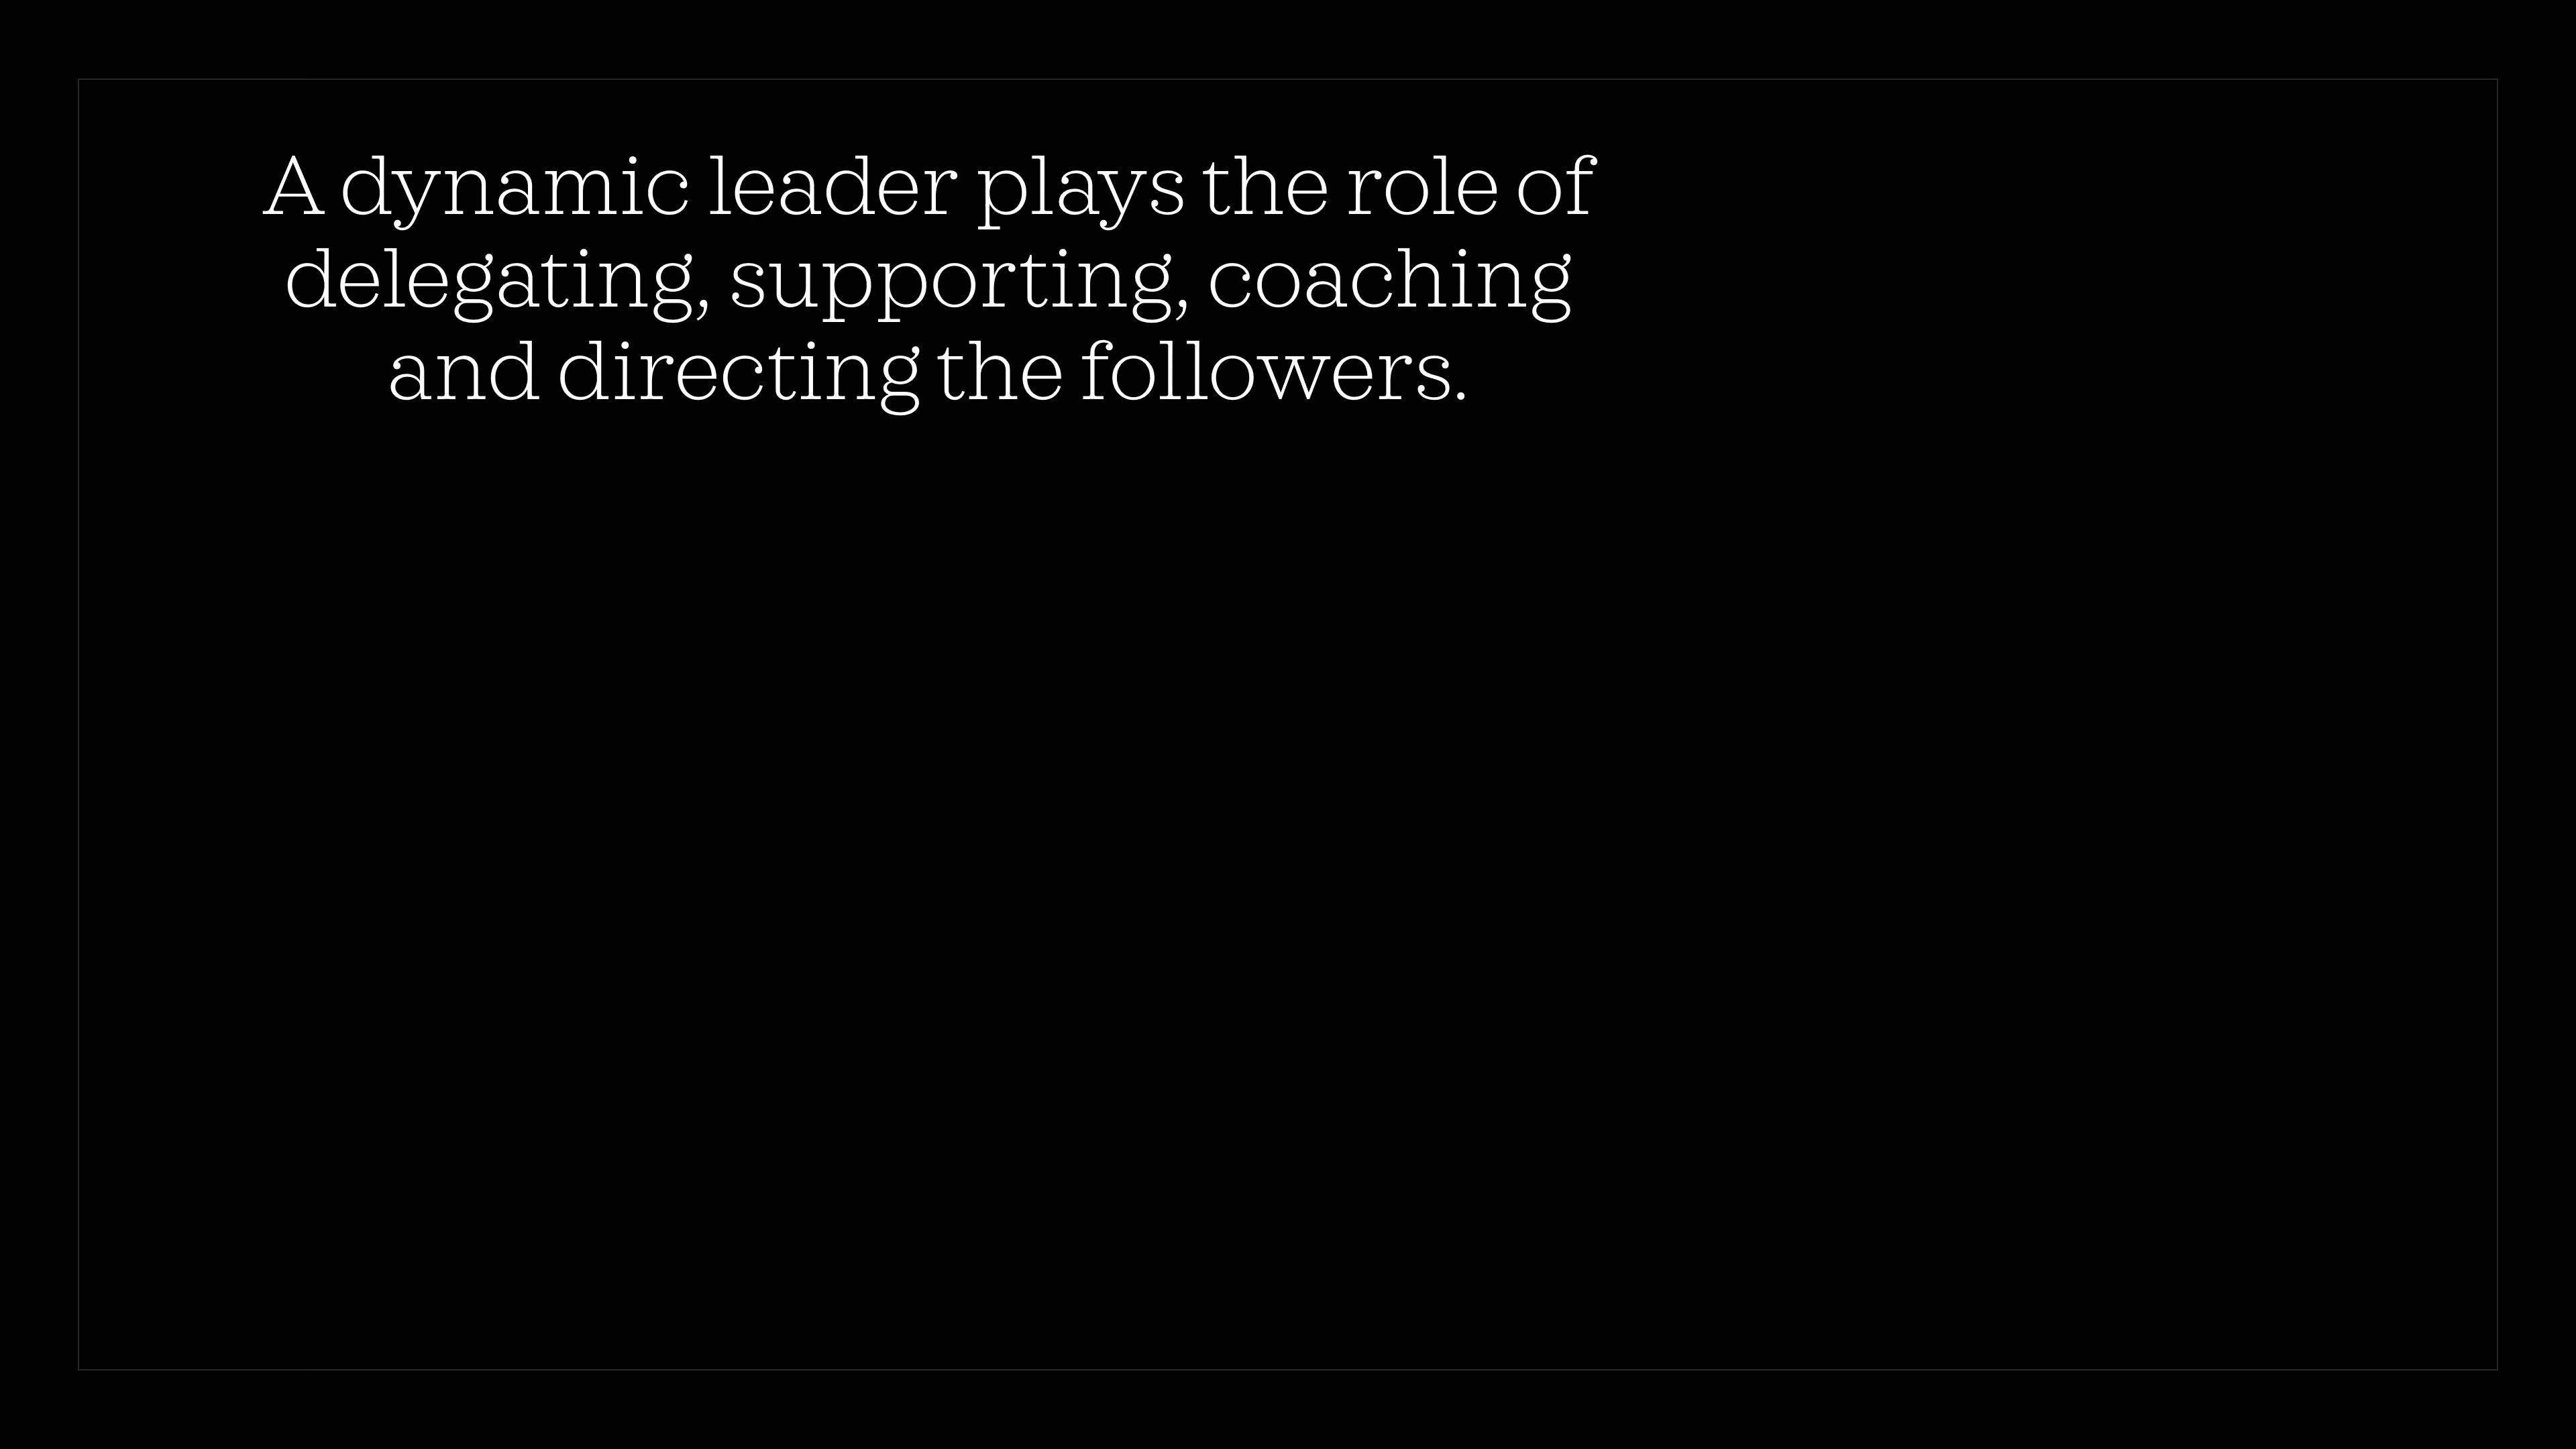 A dynamic leader plays the role of
delegating, supporting, coaching
and directing the followers.